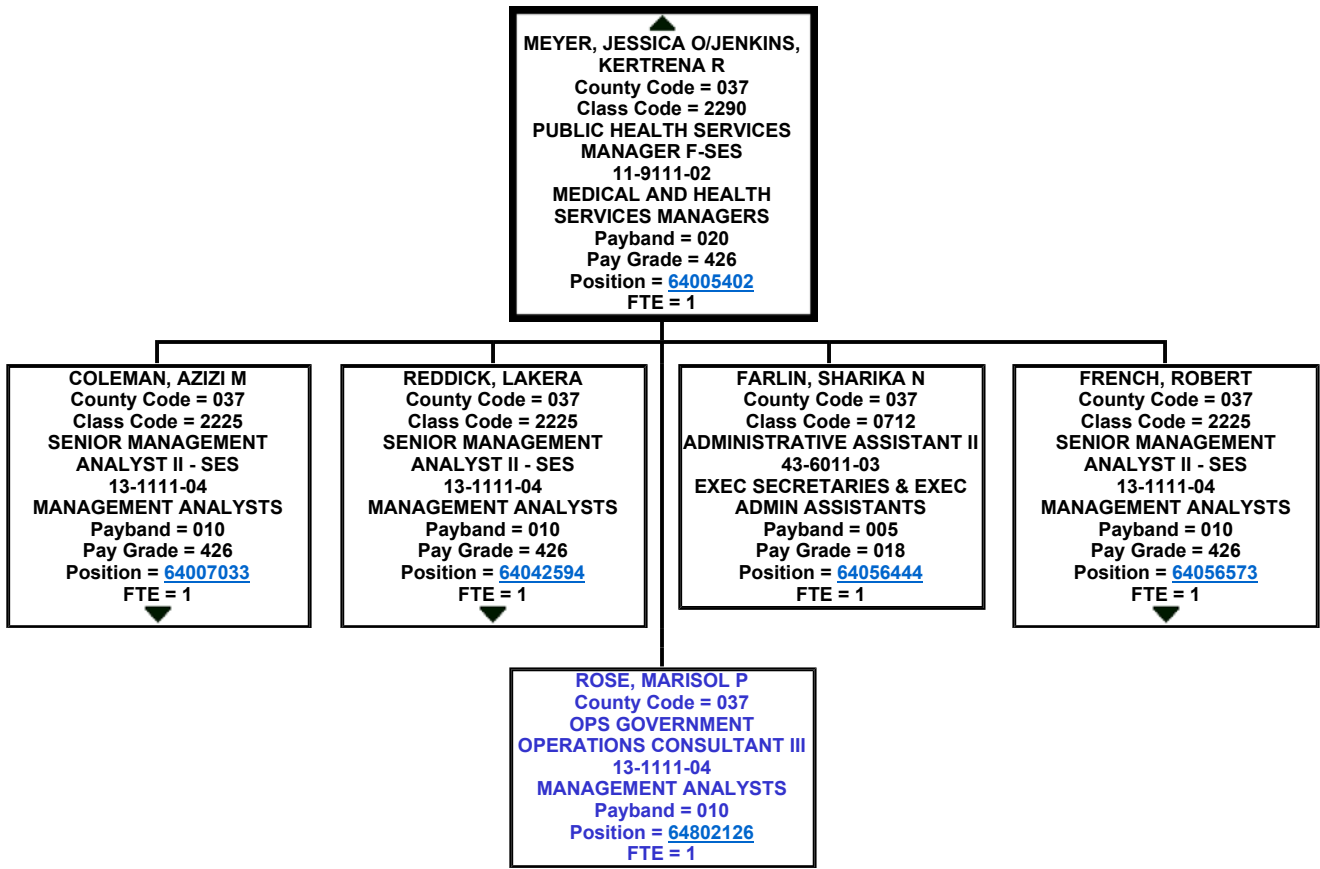 MEYER, JESSICA O/JENKINS,
KERTRENA R
County Code = 037
Class Code = 2290
PUBLIC HEALTH SERVICES
MANAGER F-SES
11-9111-02
MEDICAL AND HEALTH
SERVICES MANAGERS
Payband = 020
Pay Grade = 426
Position = 64005402
FTE = 1
COLEMAN, AZIZI M
County Code = 037
Class Code = 2225
SENIOR MANAGEMENT
ANALYST II - SES
13-1111-04
MANAGEMENT ANALYSTS
Payband = 010
Pay Grade = 426
Position = 64007033
FTE = 1
REDDICK, LAKERA
County Code = 037
Class Code = 2225
SENIOR MANAGEMENT
ANALYST II - SES
13-1111-04
MANAGEMENT ANALYSTS
Payband = 010
Pay Grade = 426
Position = 64042594
FTE = 1
FARLIN, SHARIKA N
County Code = 037
Class Code = 0712
ADMINISTRATIVE ASSISTANT II
43-6011-03
EXEC SECRETARIES & EXEC
ADMIN ASSISTANTS
Payband = 005
Pay Grade = 018
Position = 64056444
FTE = 1
FRENCH, ROBERT
County Code = 037
Class Code = 2225
SENIOR MANAGEMENT
ANALYST II - SES
13-1111-04
MANAGEMENT ANALYSTS
Payband = 010
Pay Grade = 426
Position = 64056573
FTE = 1
ROSE, MARISOL P
County Code = 037
OPS GOVERNMENT
OPERATIONS CONSULTANT III
13-1111-04
MANAGEMENT ANALYSTS
Payband = 010
Position = 64802126
FTE = 1